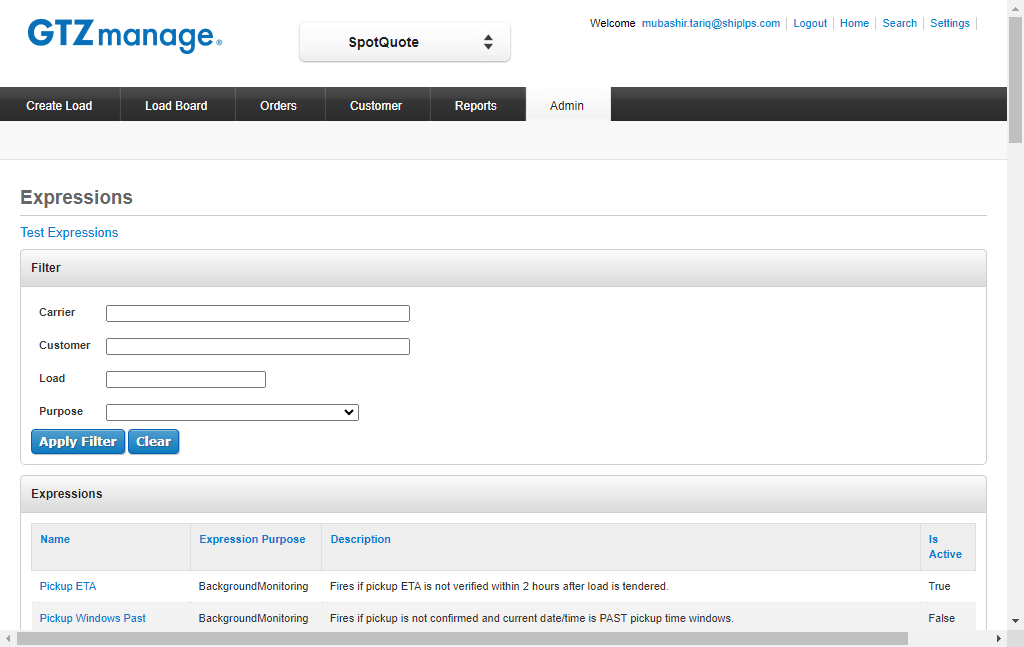 GTZmanage®
SpotQuote
Welcome mubashir.tariq@shiplps.com Logout Home Search Settings
Create Load Load Board Orders Customer Reports Admin
Expressions
Test Expressions
Filter
Carrier
Customer
Load
Purpose
Apply Filter Clear
Expressions
Name Expression Purpose Description Is Active
Pickup ETA BackgroundMonitoring Fires if pickup ETA is not verified within 2 hours after load is tendered. True
Pickup Windows Past BackgroundMonitoring Fires if pickup is not confirmed and current date/time is PAST pickup time windows. False